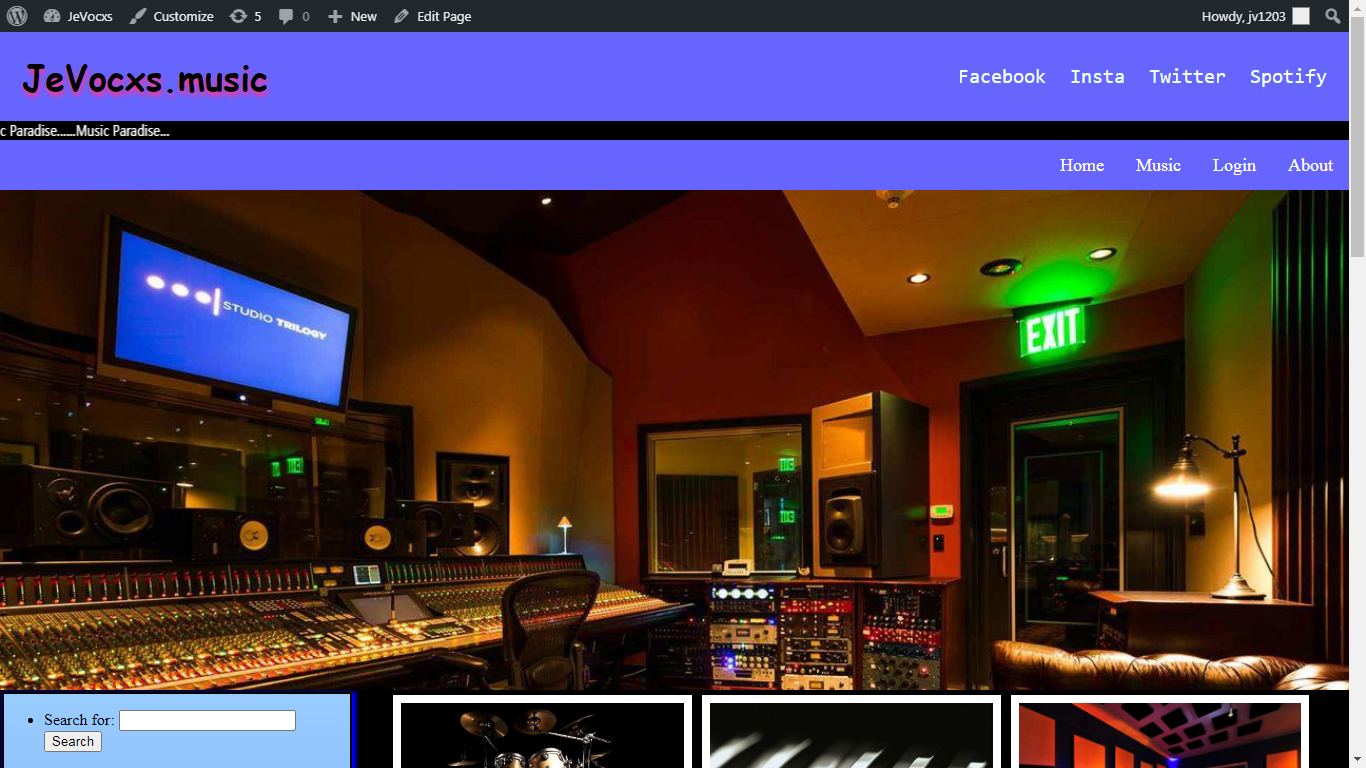 JeVocxs Customize 5 0 New Edit Page Howdy, jv1203
JeVocxs.music
Facebook Insta Twitter Spotify
c Paradise......Music Paradise...
Home Music Login About
STUDIO TRILOGY
EXIT
Search for:
Search